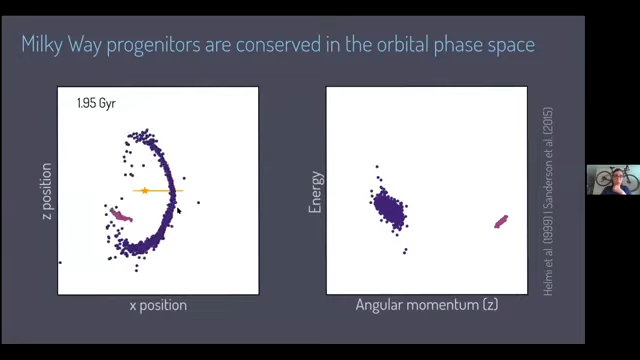 Milky Way progenitors are conserved in the orbital phase space
1.95 Gyr
z position
x position
Energy
Angular momentum (z)
Helmi et al. (1999) | Sanderson et al. (2015)